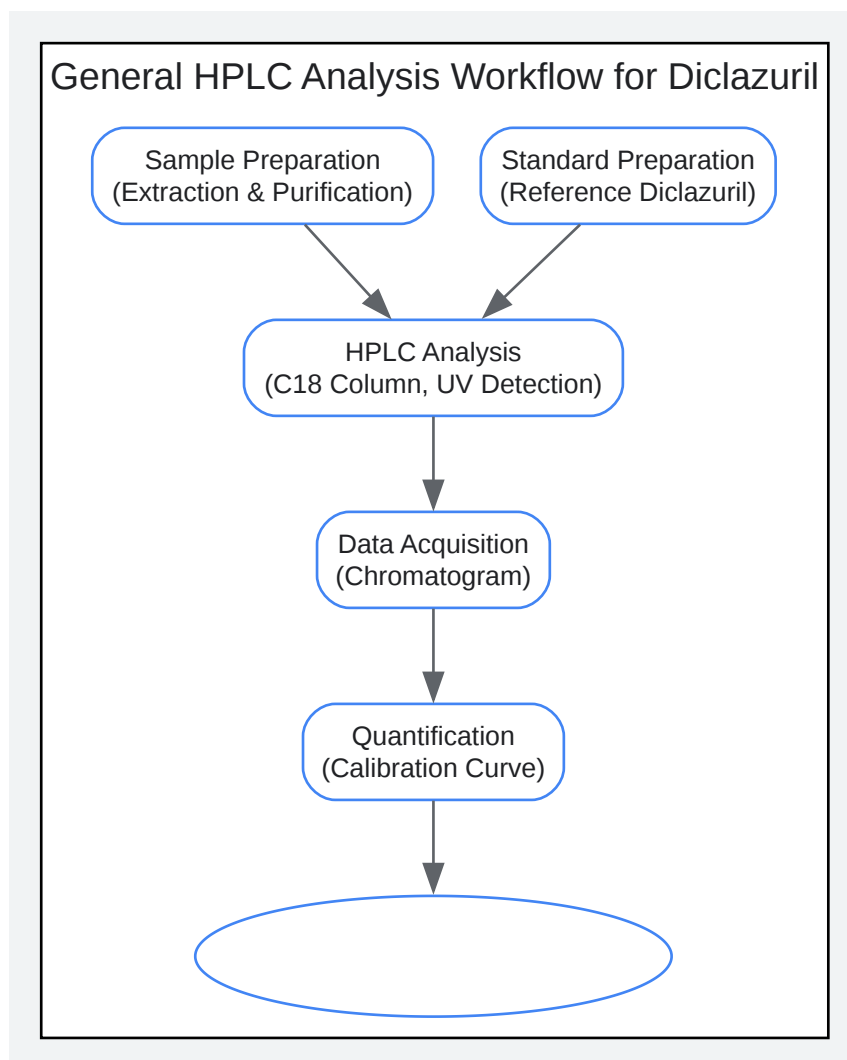 General HPLC Analysis Workflow for Diclazuril
Sample Preparation
(Extraction & Purification)
Standard Preparation
(Reference Diclazuril)
HPLC Analysis
(C18 Column, UV Detection)
Data Acquisition
(Chromatogram)
Quantification
(Calibration Curve)